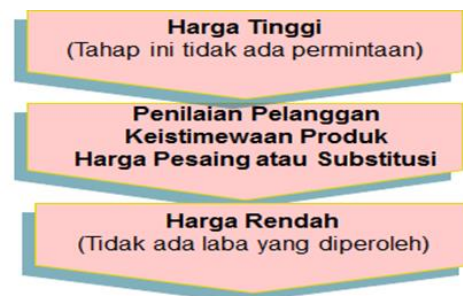 Harga Tinggi
(Tahap ini tidak ada permintaan)
Penilaian Pelanggan
Keistimewaan Produk
Harga Pesaing atau Substitusi
Harga Rendah
(Tidak ada laba yang diperoleh)